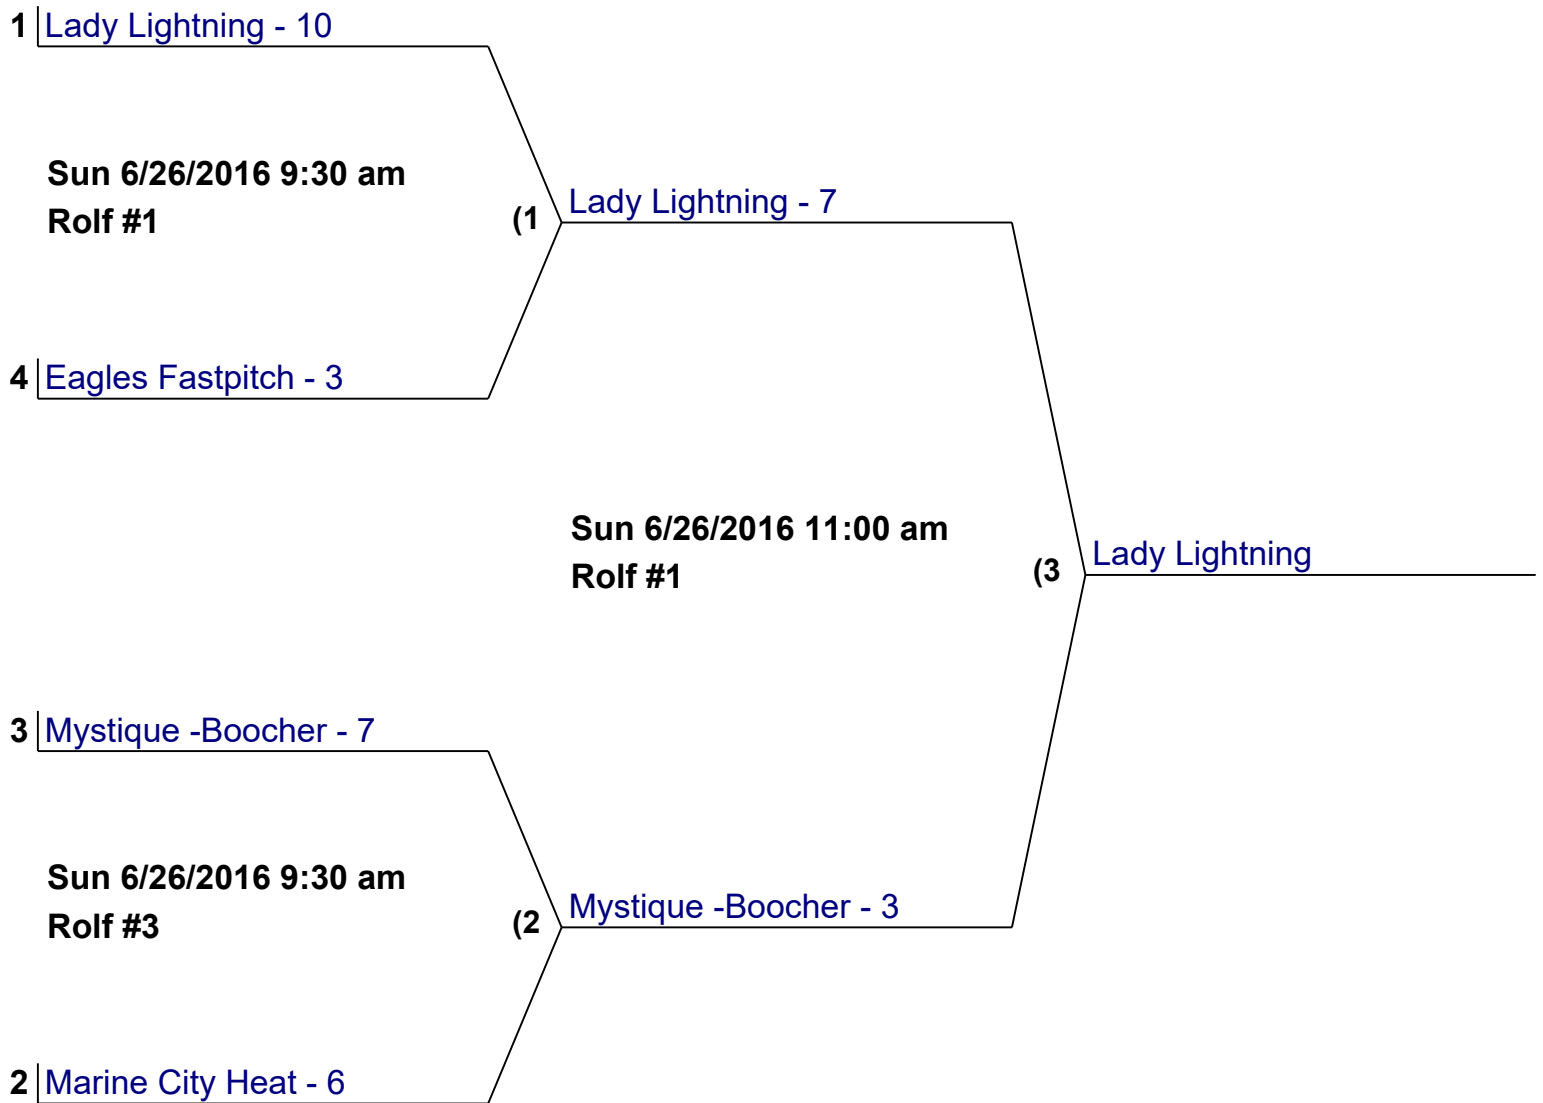 1 Lady Lightning - 10
Sun 6/26/2016 9:30 am
Rolf #1
(1
Lady Lightning - 7
4 Eagles Fastpitch - 3
Sun 6/26/2016 11:00 am
Rolf #1
(3
Lady Lightning
3 Mystique -Boocher - 7
Sun 6/26/2016 9:30 am
Rolf #3
(2
Mystique -Boocher - 3
2 Marine City Heat - 6